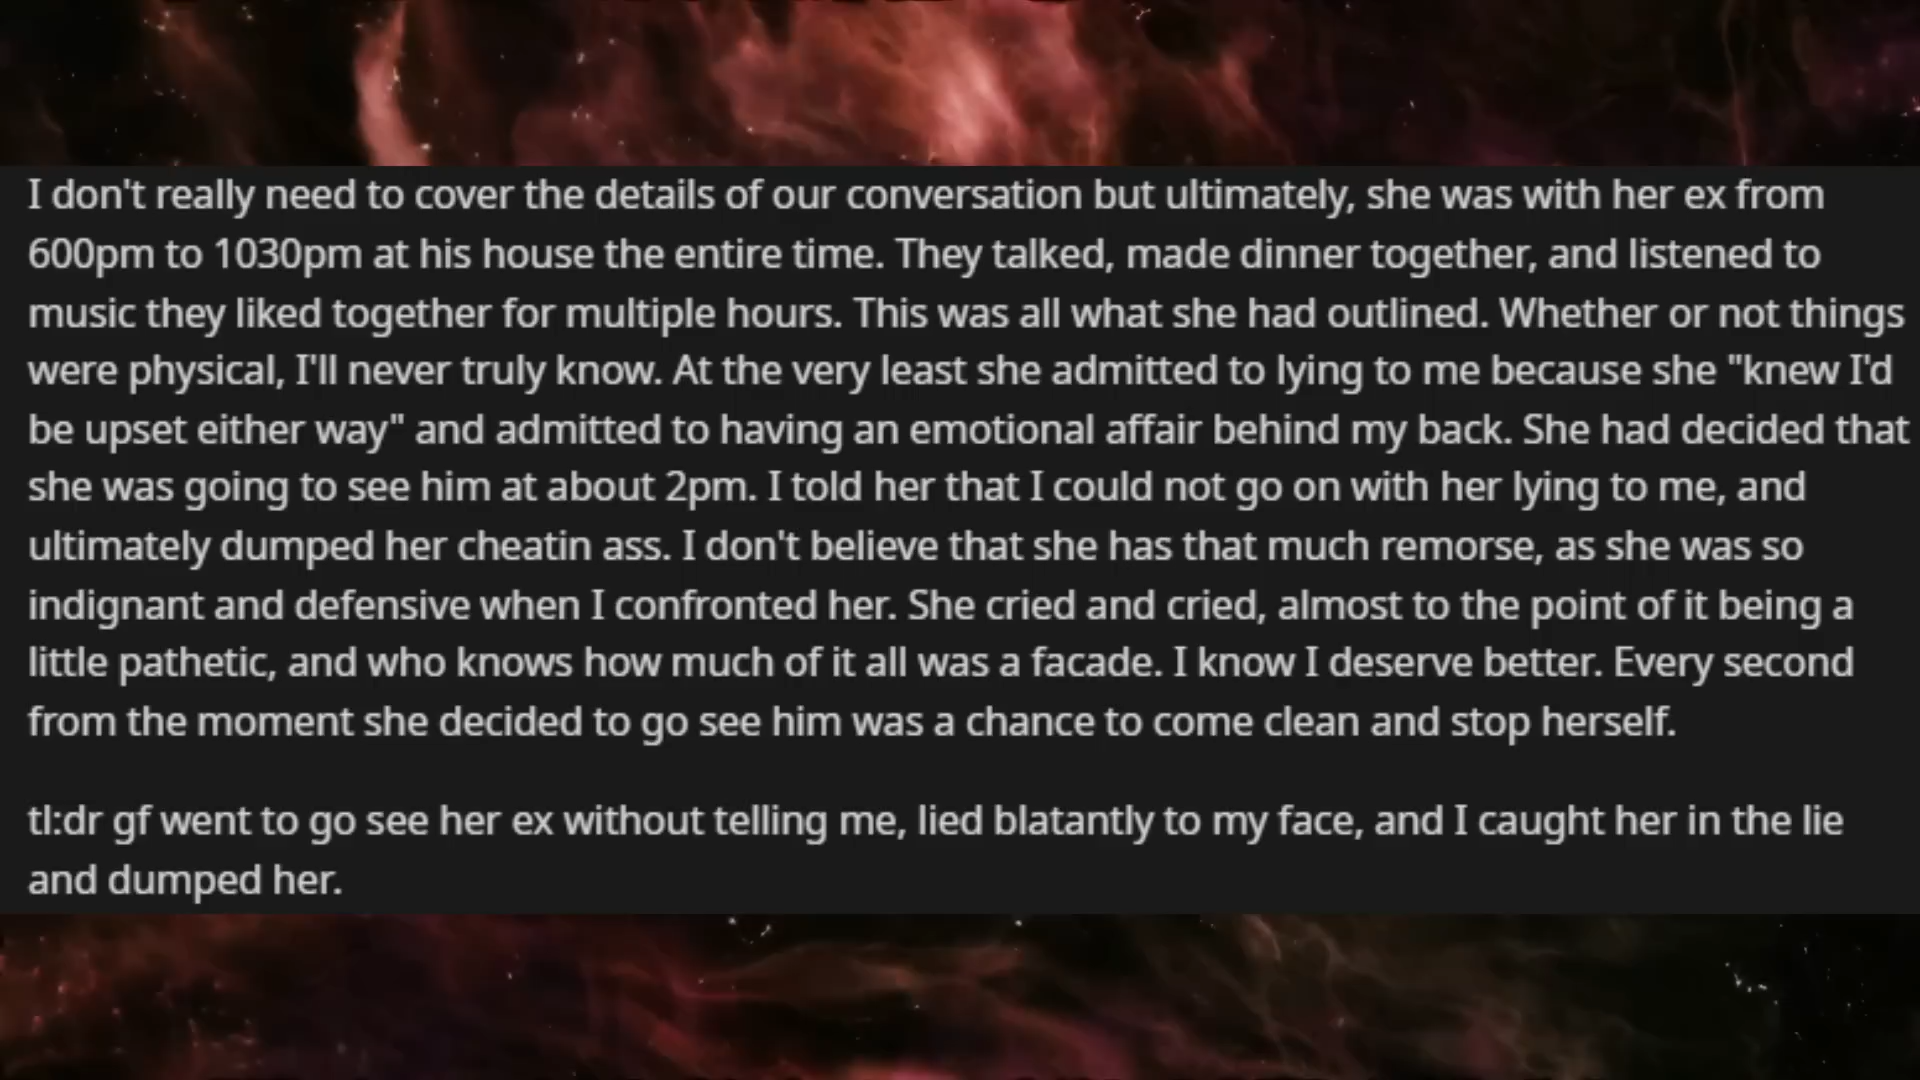 I don't really need to cover the details of our conversation but ultimately, she was with her ex from
600pm to 1030pm at his house the entire time. They talked, made dinner together, and listened to
music they liked together for multiple hours. This was all what she had outlined. Whether or not things
were physical, I'll never truly know. At the very least she admitted to lying to me because she "knew I'd
be upset either way" and admitted to having an emotional affair behind my back. She had decided that
she was going to see him at about 2pm. I told her that I could not go on with her lying to me, and
ultimately dumped her cheatin ass. I don't believe that she has that much remorse, as she was so
indignant and defensive when I confronted her. She cried and cried, almost to the point of it being a
little pathetic, and who knows how much of it all was a facade. I know I deserve better. Every second
from the moment she decided to go see him was a chance to come clean and stop herself.
tl:dr gf went to go see her ex without telling me, lied blatantly to my face, and I caught her in the lie
and dumped her.